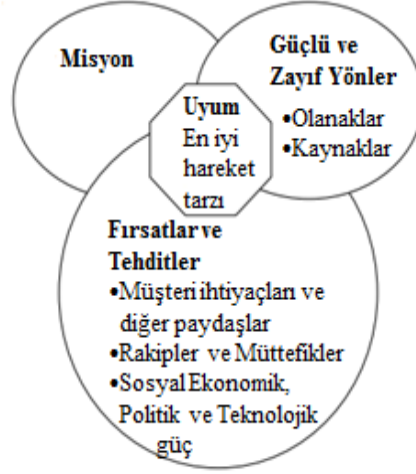 Misyon
Güçlü ve
Zayıf Yönler
•Olanaklar
•Kaynaklar
Uyum
En iyi
hareket
tarzı
Fırsatlar ve
Tehditler
•Müşteri ihtiyaçları ve
diğer paydaşlar
•Rakipler ve Müttefikler
•Sosyal Ekonomik,
Politik ve Teknolojik
güç